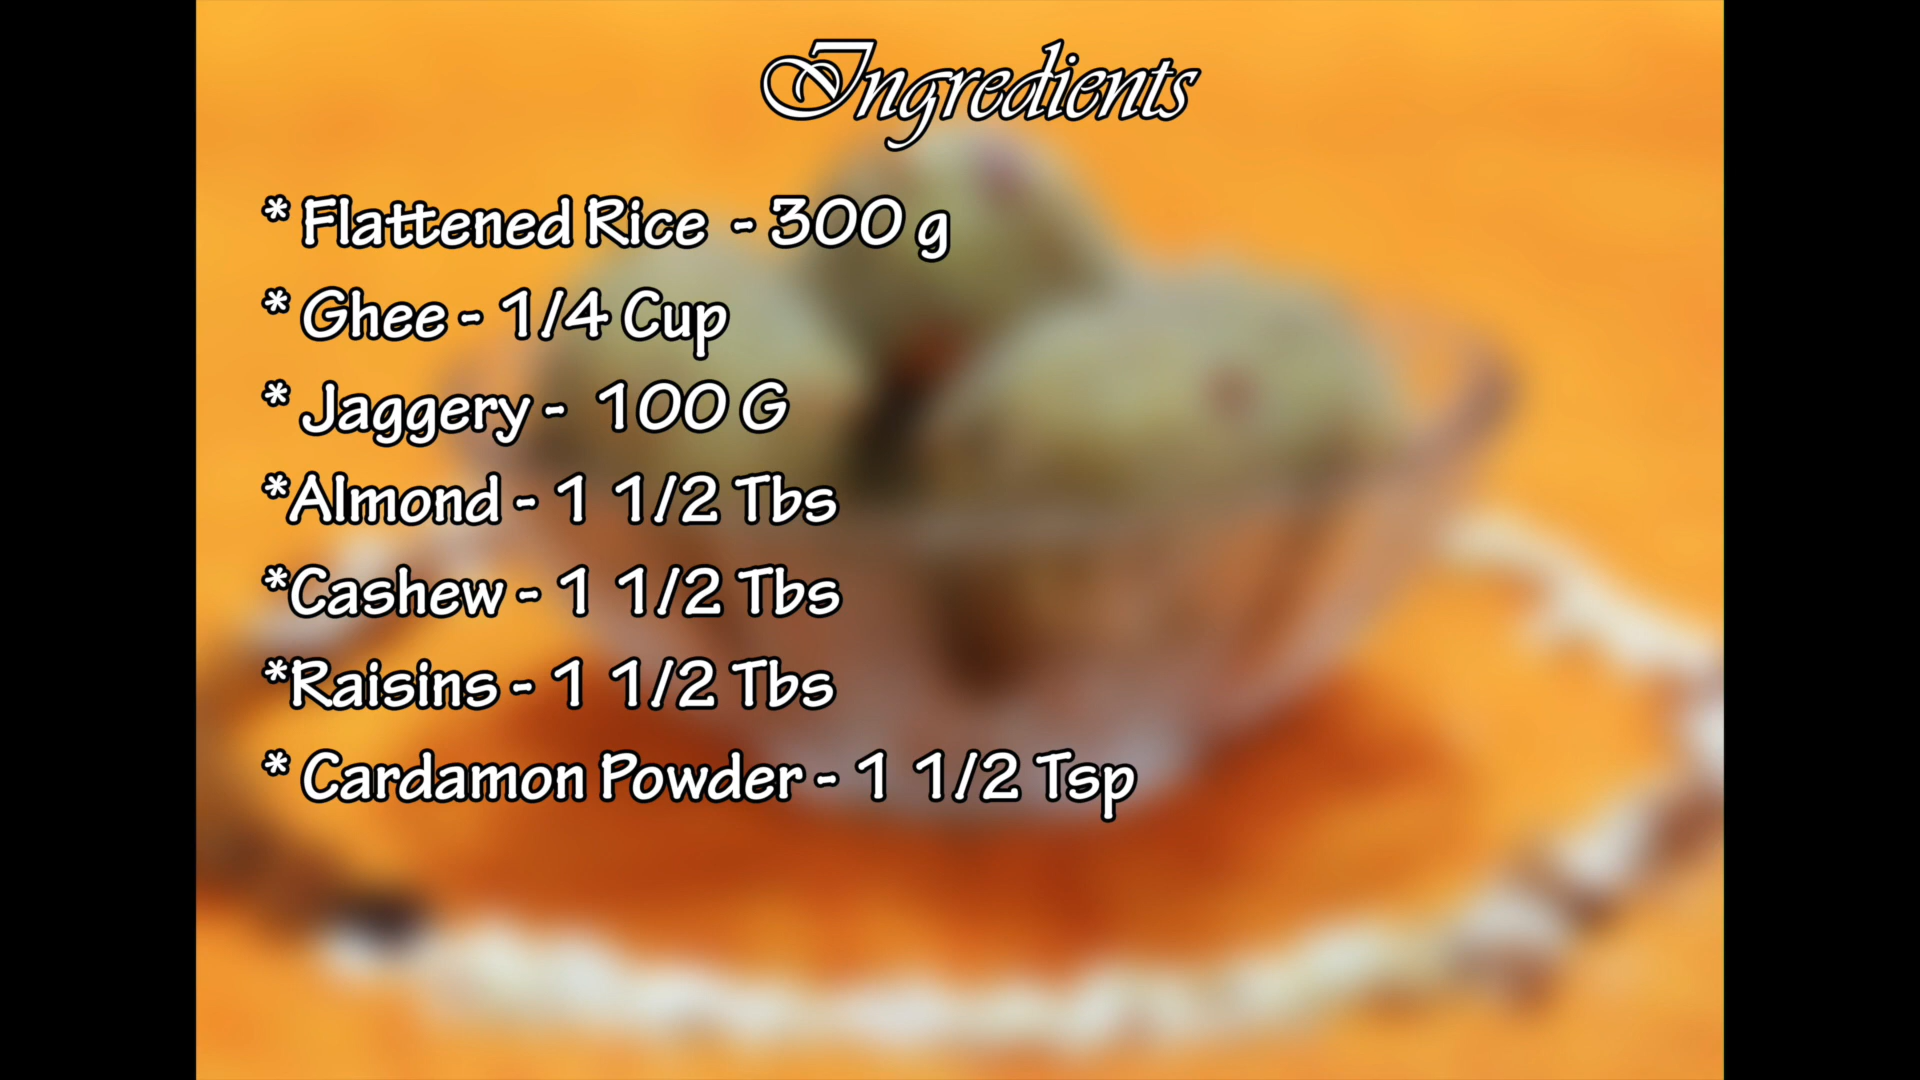 Ingredients
* Flattened Rice - 300 g
* Ghee - 1/4 Cup
* Jaggery - 100 G
*Almond - 1 1/2 Tbs
*Cashew - 1 1/2 Tbs
*Raisins - 1 1/2 Tbs
* Cardamon Powder - 1 1/2 Tsp